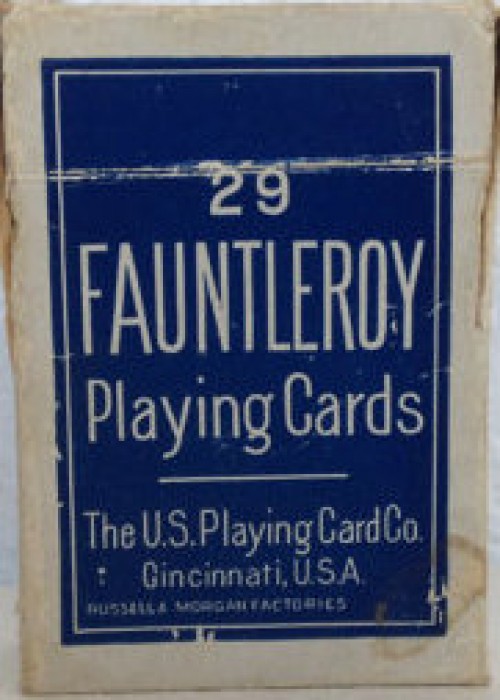 29
FAUNTLEROY
Playing Cards
The U.S. Playing Card Co.
Cincinnati, U.S.A.
RUSSELL & MORGAN FACTORIES